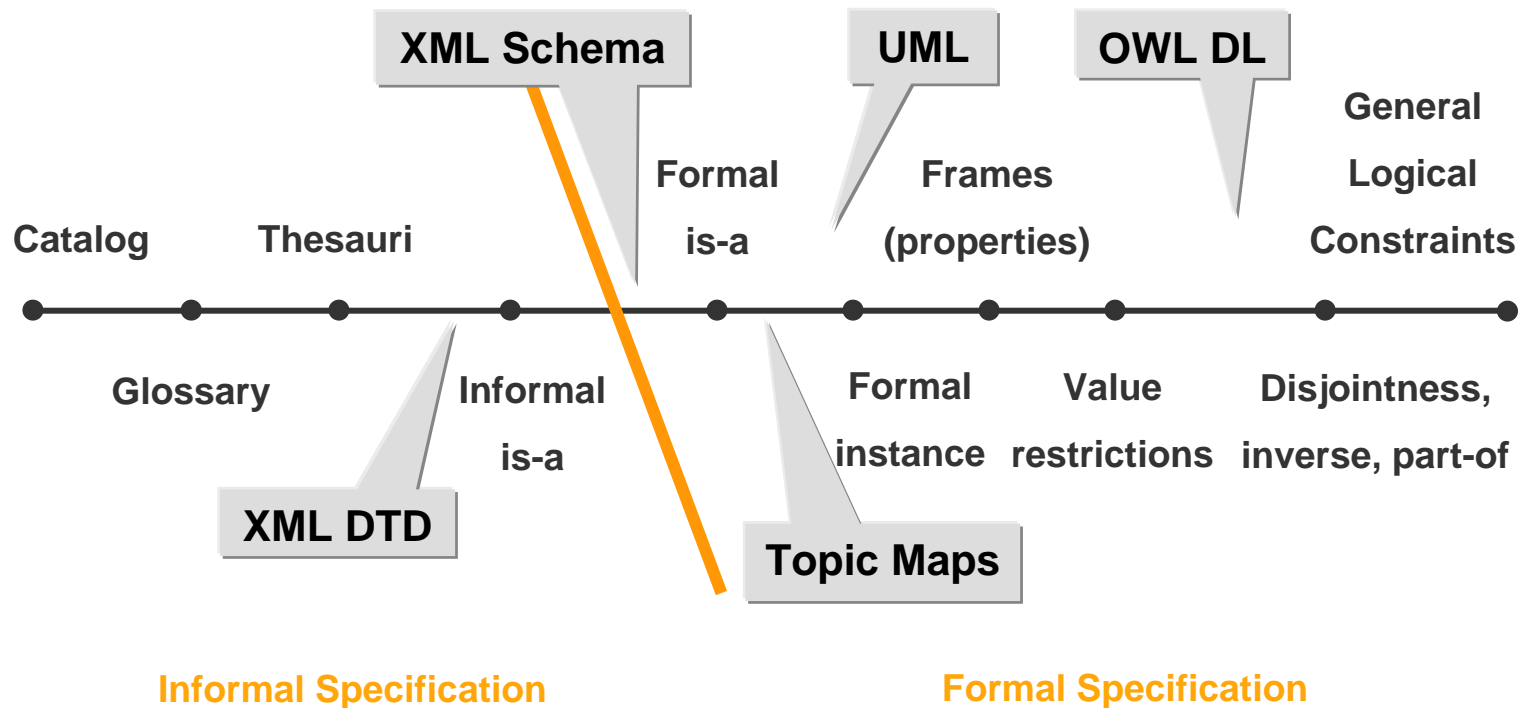 XML Schema
UML
OWL DL
General
Logical
Constraints
Formal
is-a
Frames
(properties)
Catalog
Thesauri
Glossary
Informal
is-a
Formal
instance
Value
restrictions
Disjointness,
inverse, part-of
XML DTD
Topic Maps
Informal Specification
Formal Specification